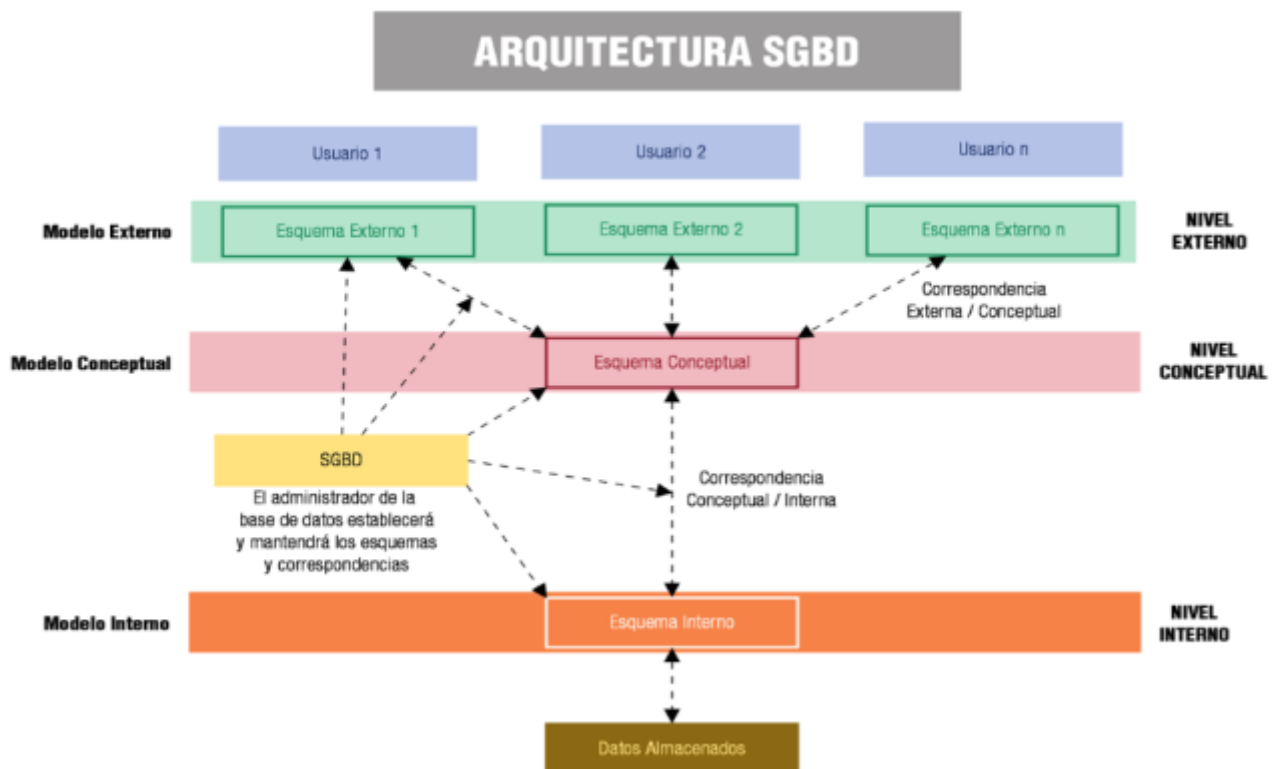 ARQUITECTURA SGBD
Usuario 1
Usuario 2
Usuario n
Modelo Externo
Esquema Externo 1
Esquema Externo 2
Esquema Externo n
NIVEL
EXTERNO
Correspondencia
Externa / Conceptual
Modelo Conceptual
Esquema Conceptual
NIVEL
CONCEPTUAL
SGBD
El administrador de la
base de datos establecerá
y mantendrá los esquemas
y correspondencias
Correspondencia
Conceptual / Interna
Modelo Interno
Esquema Interno
NIVEL
INTERNO
Datos Almacenados